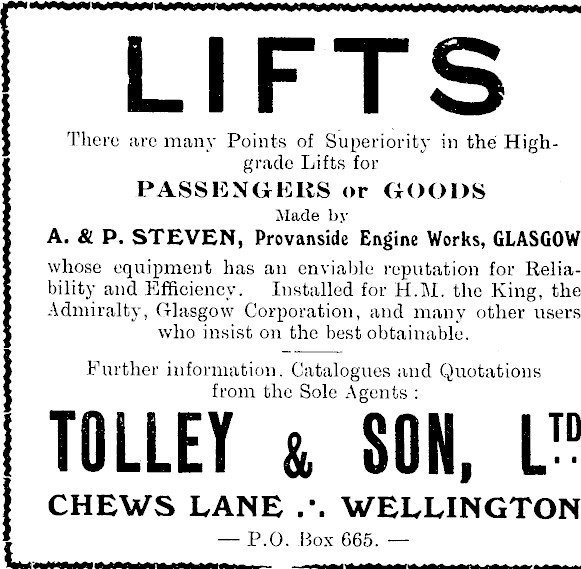 LIFTS
There are many Points of Superiority in the High-
grade Lifts for
PASSENGERS or GOODS
Made by
A. & P. STEVEN, Provanside Engine Works, GLASGOW
whose equipment has an enviable reputation for Relia-
bility and Efficiency. Installed for H.M. the King, the
Admiralty, Glasgow Corporation, and many other users
who insist on the best obtainable.
Further information, Catalogues and Quotations
from the Sole Agents :
TOLLEY & SON, LTD..
CHEWS LANE .·. WELLINGTON
— P.O. Box 665. —